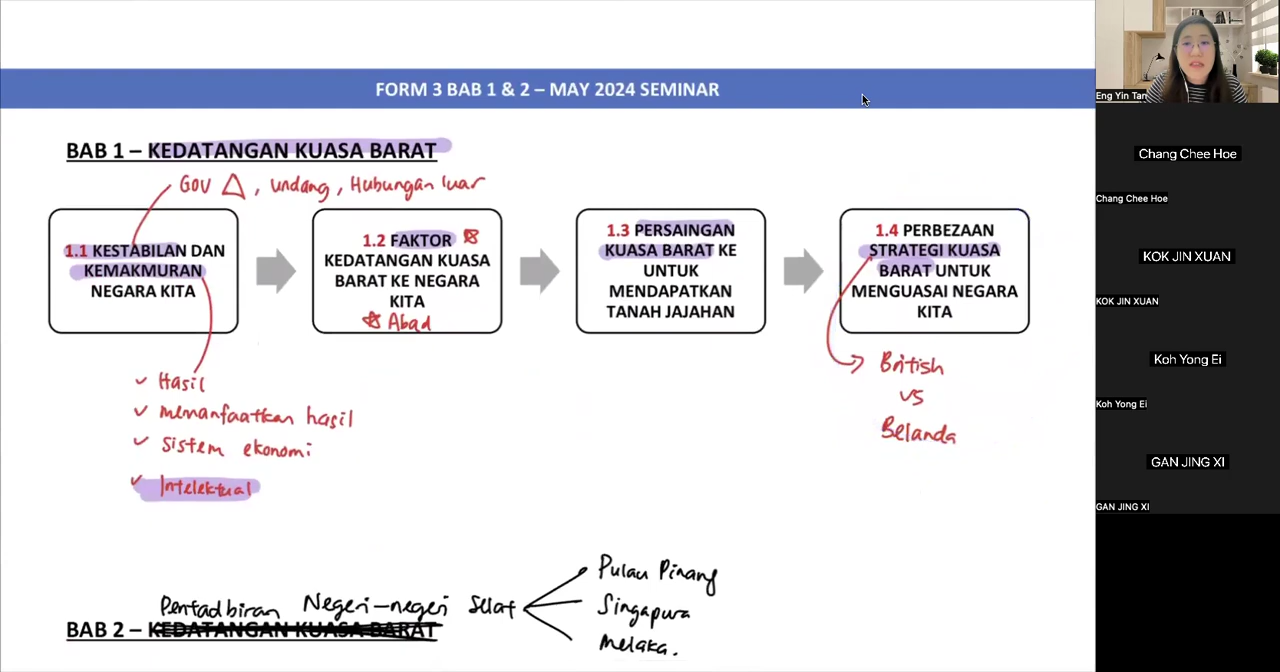 FORM 3 BAB 1 & 2 – MAY 2024 SEMINAR
BAB 1 – KEDATANGAN KUASA BARAT
Gov △, undang, Hubungan luar
1.1 KESTABILAN DAN
KEMAKMURAN
NEGARA KITA
1.2 FAKTOR
KEDATANGAN KUASA
BARAT KE NEGARA
KITA
Abad
1.3 PERSAINGAN
KUASA BARAT KE
UNTUK
MENDAPATKAN
TANAH JAJAHAN
1.4 PERBEZAAN
STRATEGI KUASA
BARAT UNTUK
MENGUASAI NEGARA
KITA
✓ Hasil
✓ memanfaatkan hasil
✓ sistem ekonomi
✓ Intelektual
British
vs
Belanda
Pentadbiran Negeri-negeri Selat
Pulau Pinang
Singapura
Melaka.
BAB 2 – KEDATANGAN KUASA BARAT
Eng Yin Tan
Chang Chee Hoe
Chang Chee Hoe
KOK JIN XUAN
KOK JIN XUAN
Koh Yong Ei
Koh Yong Ei
GAN JING XI
GAN JING XI